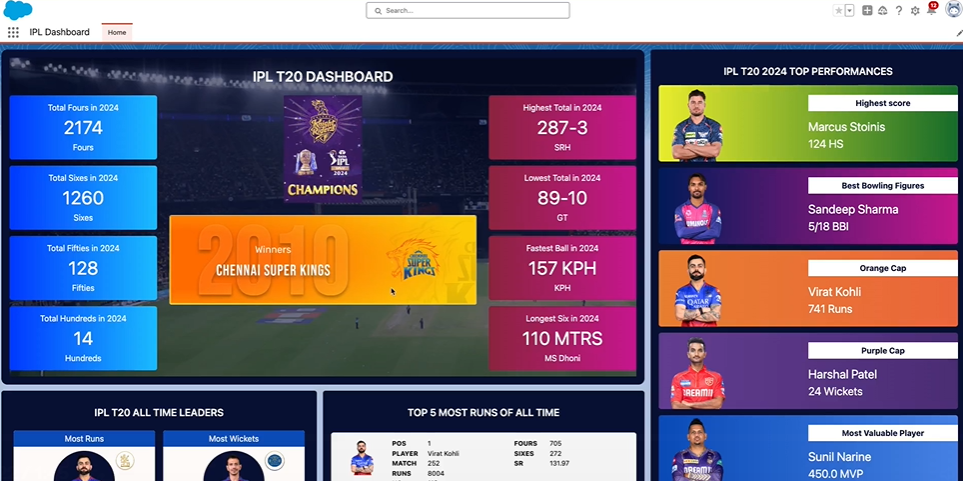 Search...
12
IPL Dashboard
Home
IPL T20 DASHBOARD
Total Fours in 2024
2174
Fours
Total Sixes in 2024
1260
Sixes
Total Fifties in 2024
128
Fifties
Total Hundreds in 2024
14
Hundreds
TATA IPL
2024
CHAMPIONS
2010
Winners
CHENNAI SUPER KINGS
CHENNAI
SUPER
KINGS
Highest Total in 2024
287-3
SRH
Lowest Total in 2024
89-10
GT
Fastest Ball in 2024
157 KPH
KPH
Longest Six in 2024
110 MTRS
MS Dhoni
IPL T20 2024 TOP PERFORMANCES
Highest score
Marcus Stoinis
124 HS
Best Bowling Figures
Sandeep Sharma
5/18 BBI
Orange Cap
Virat Kohli
741 Runs
Purple Cap
Harshal Patel
24 Wickets
Most Valuable Player
Sunil Narine
450.0 MVP
IPL T20 ALL TIME LEADERS
Most Runs
Most Wickets
TOP 5 MOST RUNS OF ALL TIME
POS 1 FOURS 705
PLAYER Virat Kohli SIXES 272
MATCH 252 SR 131.97
RUNS 8004